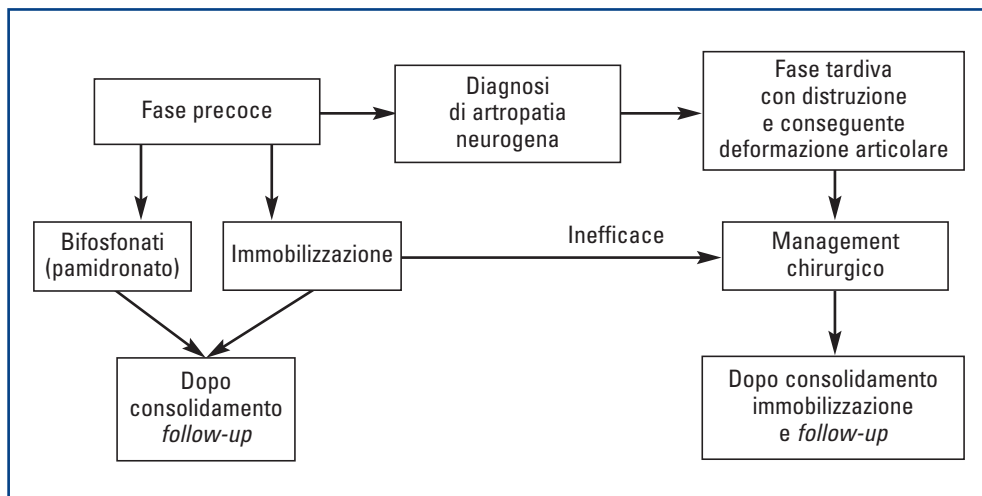 Fase precoce
Diagnosi
di artropatia
neurogena
Fase tardiva
con distruzione
e conseguente
deformazione articolare
Bifosfonati
(pamidronato)
Immobilizzazione
Inefficace
Management
chirurgico
Dopo
consolidamento
follow-up
Dopo consolidamento
immobilizzazione
e follow-up